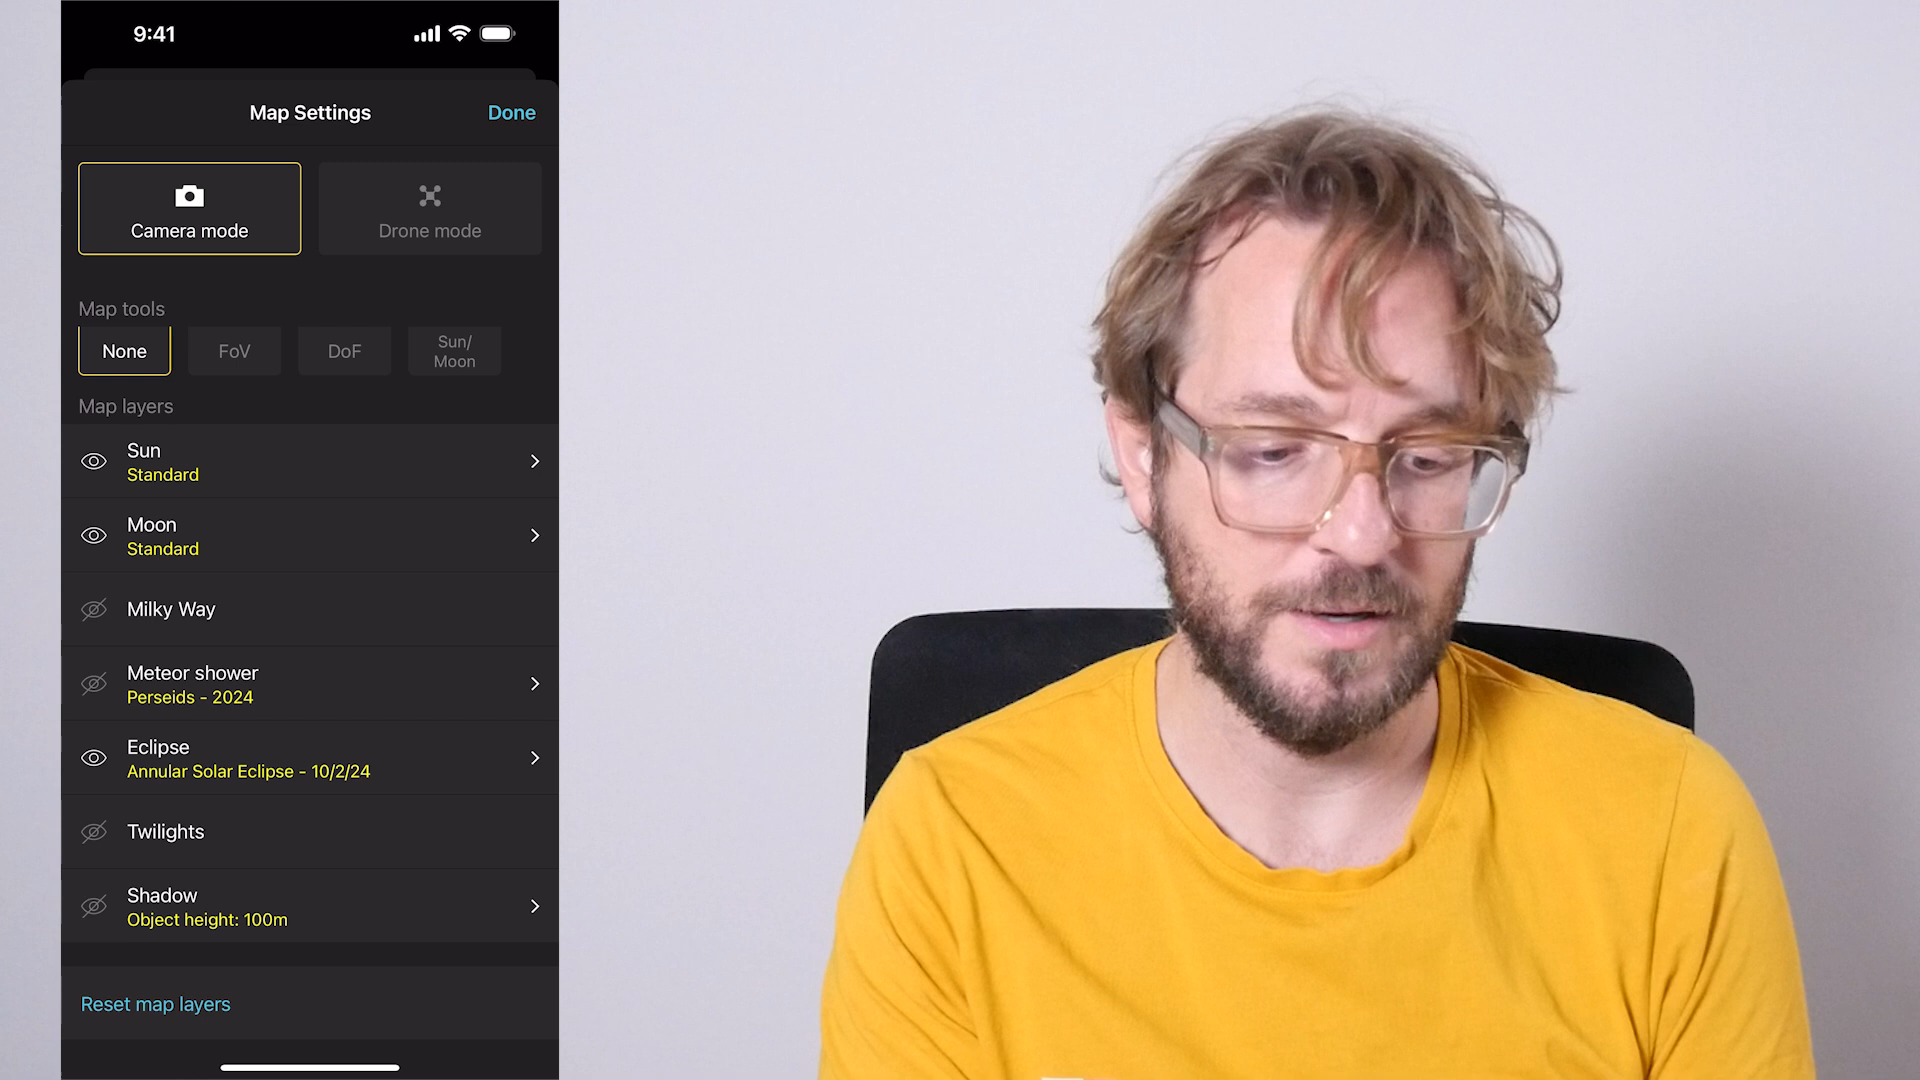 9:41
Map Settings
Done
Camera mode
Drone mode
Map tools
None
FoV
DoF
Sun/
Moon
Map layers
Sun
Standard
Moon
Standard
Milky Way
Meteor shower
Perseids - 2024
Eclipse
Annular Solar Eclipse - 10/2/24
Twilights
Shadow
Object height: 100m
Reset map layers